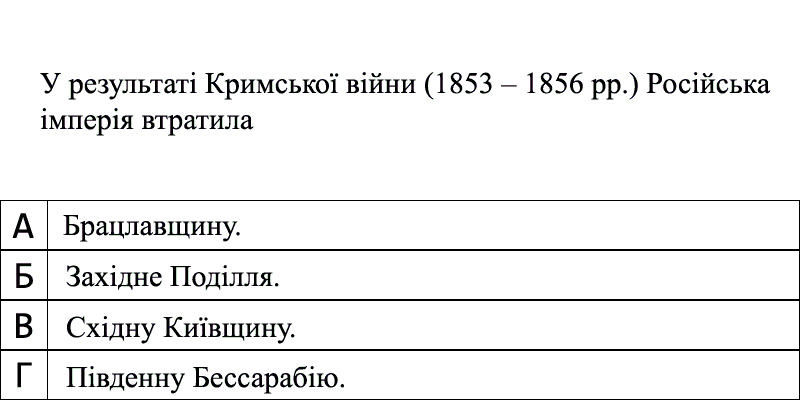 У результаті Кримської війни (1853 – 1856 рр.) Російська
імперія втратила
А Брацлавщину.
Б Західне Поділля.
В Східну Київщину.
Г Південну Бессарабію.